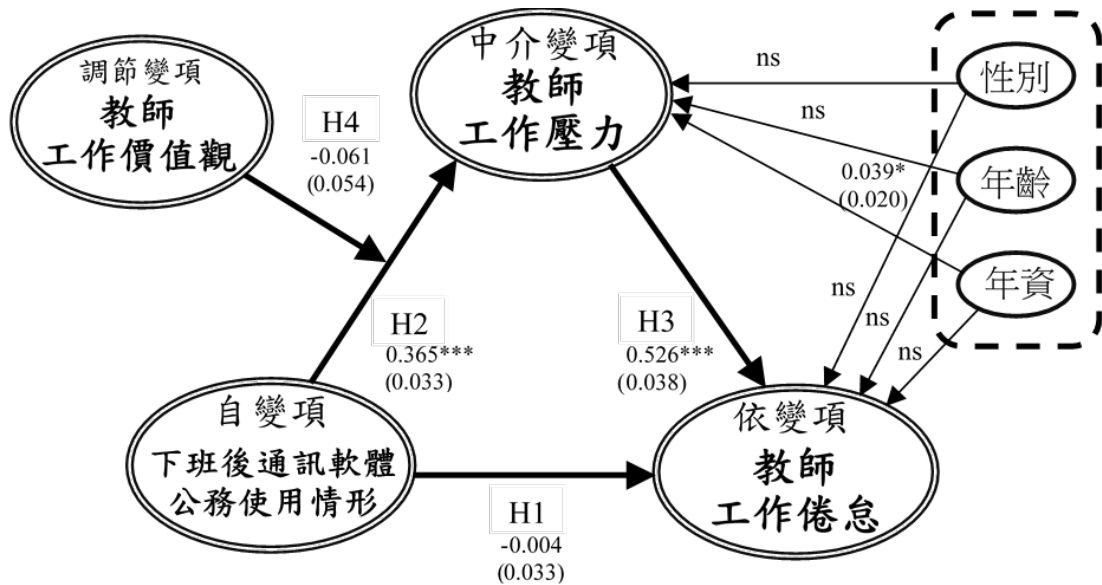 調節變項
教師
工作價值觀
H4
-0.061
(0.054)
中介變項
教師
工作壓力
ns
ns
0.039*
(0.020)
性別
年齡
年資
H2
0.365***
(0.033)
H3
0.526***
(0.038)
ns
ns
ns
自變項
下班後通訊軟體
公務使用情形
H1
-0.004
(0.033)
依變項
教師
工作倦怠